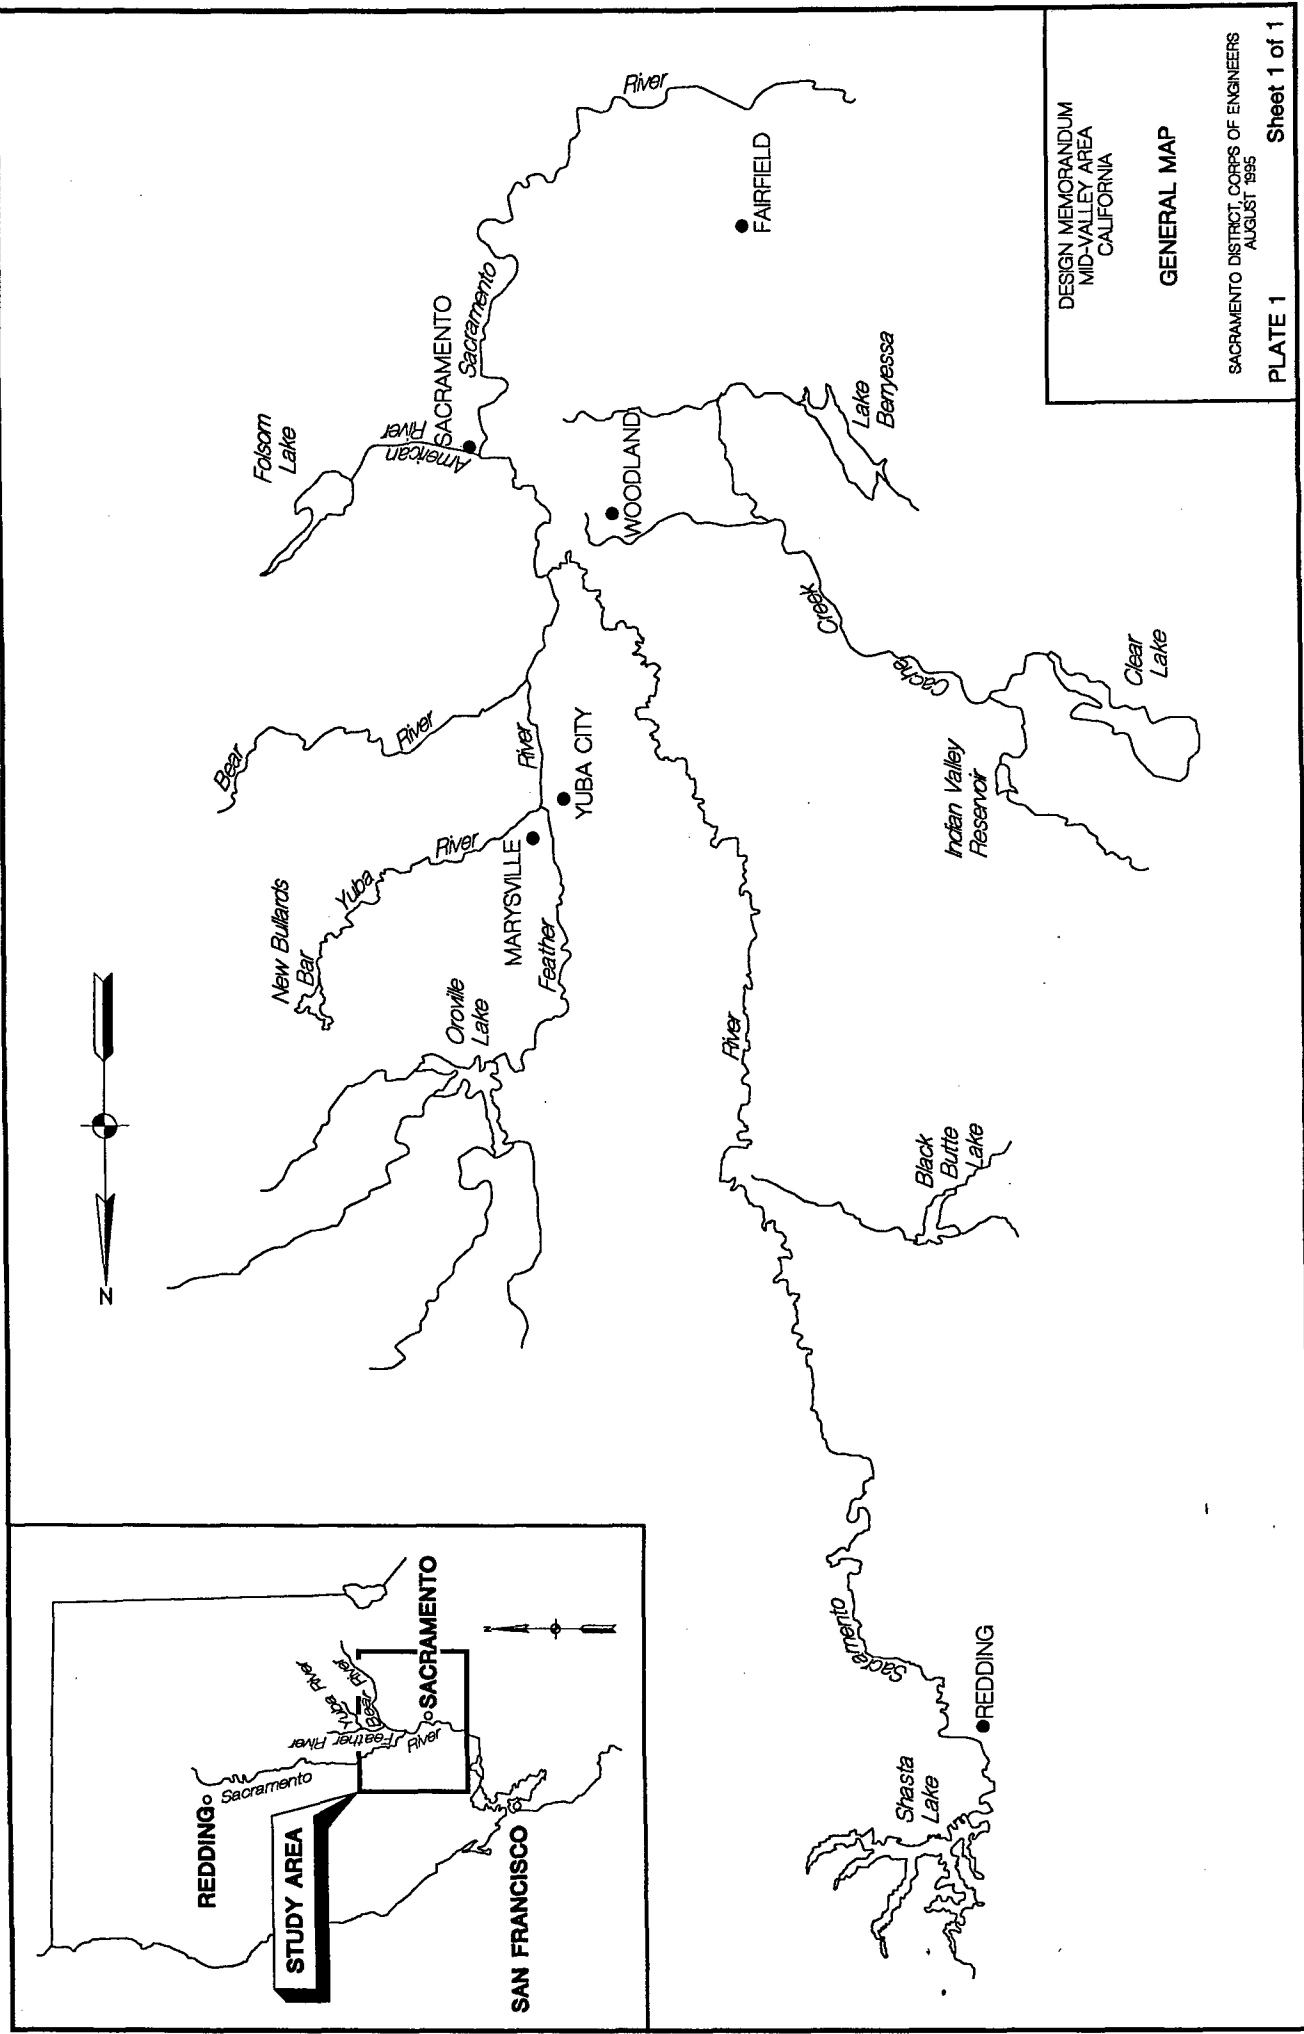 REDDING
Sacramento
STUDY AREA
SAN FRANCISCO
Feather River
Yuba River
Bear River
River
SACRAMENTO
N
N
Shasta
Lake
REDDING
Sacramento
River
Black
Butte
Lake
Oroville
Lake
New Bullards
Bar
Yuba
River
MARYSVILLE
Feather
River
YUBA CITY
Bear
River
Indian Valley
Reservoir
Clear
Lake
Cache
Creek
WOODLAND
Lake
Berryessa
Folsom
Lake
American
River
SACRAMENTO
Sacramento
River
FAIRFIELD
DESIGN MEMORANDUM
MID-VALLEY AREA
CALIFORNIA
GENERAL MAP
SACRAMENTO DISTRICT, CORPS OF ENGINEERS
AUGUST 1995
PLATE 1 Sheet 1 of 1